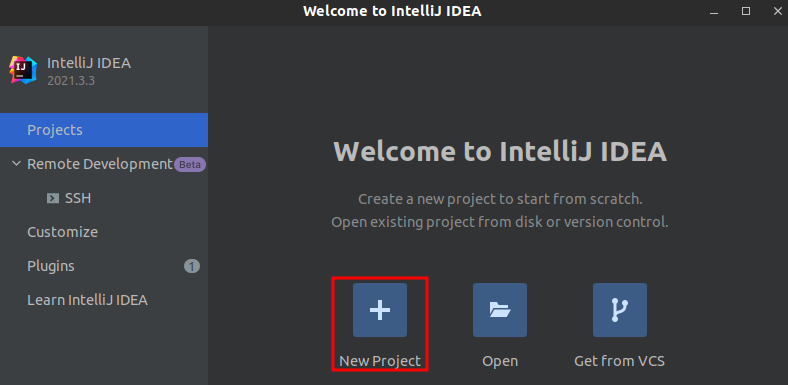 Welcome to IntelliJ IDEA
IJ
IntelliJ IDEA
2021.3.3
Projects
Remote Development Beta
SSH
Customize
Plugins 1
Learn IntelliJ IDEA
Welcome to IntelliJ IDEA
Create a new project to start from scratch.
Open existing project from disk or version control.
New Project
Open
Get from VCS